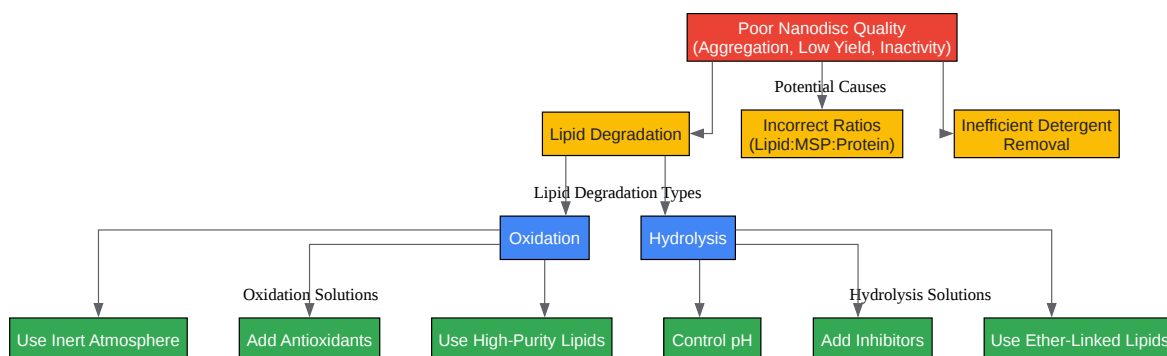 Poor Nanodisc Quality
(Aggregation, Low Yield, Inactivity)
Potential Causes
Lipid Degradation
Incorrect Ratios
(Lipid:MSP:Protein)
Inefficient Detergent
Removal
Lipid Degradation Types
Oxidation
Hydrolysis
Oxidation Solutions
Hydrolysis Solutions
Use Inert Atmosphere
Add Antioxidants
Use High-Purity Lipids
Control pH
Add Inhibitors
Use Ether-Linked Lipids